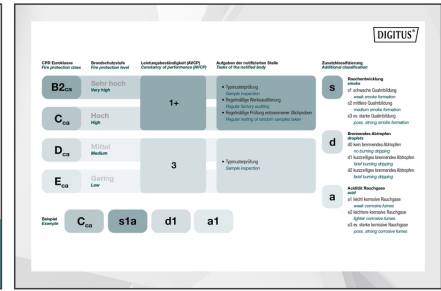 DIGITUS®
CPR Euroklasse
Fire protection class
Brandschutzstufe
Fire protection level
Leistungsbeständigkeit (AVCP)
Constancy of performance (AVCP)
Aufgaben der notifizierten Stelle
Tasks of the notified body
Zusatzklassifizierung
Additional classification
B2ca
Sehr hoch
Very high
1+
• Typmusterprüfung
Sample inspection
• Regelmäßige Werksauditierung
Regular factory auditing
• Regelmäßige Prüfung entnommener Stichproben
Regular testing of random samples taken
Cca
Hoch
High
Dca
Mittel
Medium
3
• Typmusterprüfung
Sample inspection
Eca
Gering
Low
s
Rauchentwicklung
smoke
s1 schwache Qualmbildung
weak smoke formation
s2 mittlere Qualmbildung
medium smoke formation
s3 ev. starke Qualmbildung
poss. strong smoke formation
d
Brennendes Abtropfen
droplets
d0 kein brennendes Abtropfen
no burning dripping
d1 kurzzeitiges brennendes Abtropfen
brief burning dripping
d2 kurzzeitiges brennendes Abtropfen
brief burning dripping
a
Acidität Rauchgase
acid
a1 leicht korrosive Rauchgase
weak corrosive fumes
a2 leichtere korrosive Rauchgase
lighter corrosive fumes
a3 ev. starke korrosive Rauchgase
poss. strong corrosive fumes
Beispiel
Example
Cca
s1a
d1
a1